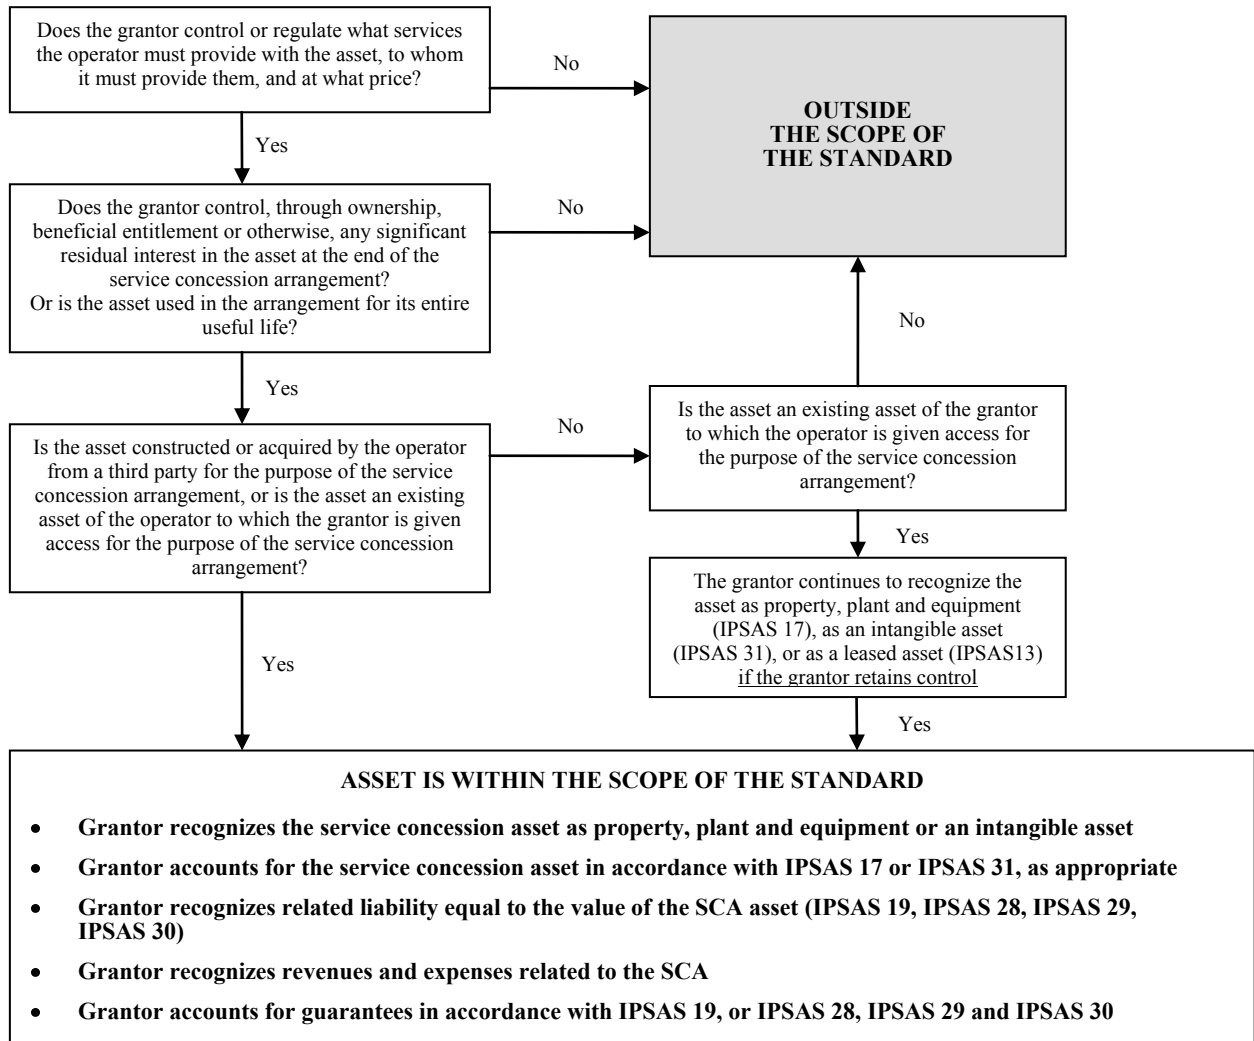 Does the grantor control or regulate what services
the operator must provide with the asset, to whom
it must provide them, and at what price?
No
OUTSIDE
THE SCOPE OF
THE STANDARD
Yes
Does the grantor control, through ownership,
beneficial entitlement or otherwise, any significant
residual interest in the asset at the end of the
service concession arrangement?
Or is the asset used in the arrangement for its entire
useful life?
No
No
Yes
Is the asset constructed or acquired by the operator
from a third party for the purpose of the service
concession arrangement, or is the asset an existing
asset of the operator to which the grantor is given
access for the purpose of the service concession
arrangement?
No
Is the asset an existing asset of the grantor
to which the operator is given access for
the purpose of the service concession
arrangement?
Yes
The grantor continues to recognize the
asset as property, plant and equipment
(IPSAS 17), as an intangible asset
(IPSAS 31), or as a leased asset (IPSAS13)
if the grantor retains control
Yes
Yes
ASSET IS WITHIN THE SCOPE OF THE STANDARD
• Grantor recognizes the service concession asset as property, plant and equipment or an intangible asset
• Grantor accounts for the service concession asset in accordance with IPSAS 17 or IPSAS 31, as appropriate
• Grantor recognizes related liability equal to the value of the SCA asset (IPSAS 19, IPSAS 28, IPSAS 29,
IPSAS 30)
• Grantor recognizes revenues and expenses related to the SCA
• Grantor accounts for guarantees in accordance with IPSAS 19, or IPSAS 28, IPSAS 29 and IPSAS 30